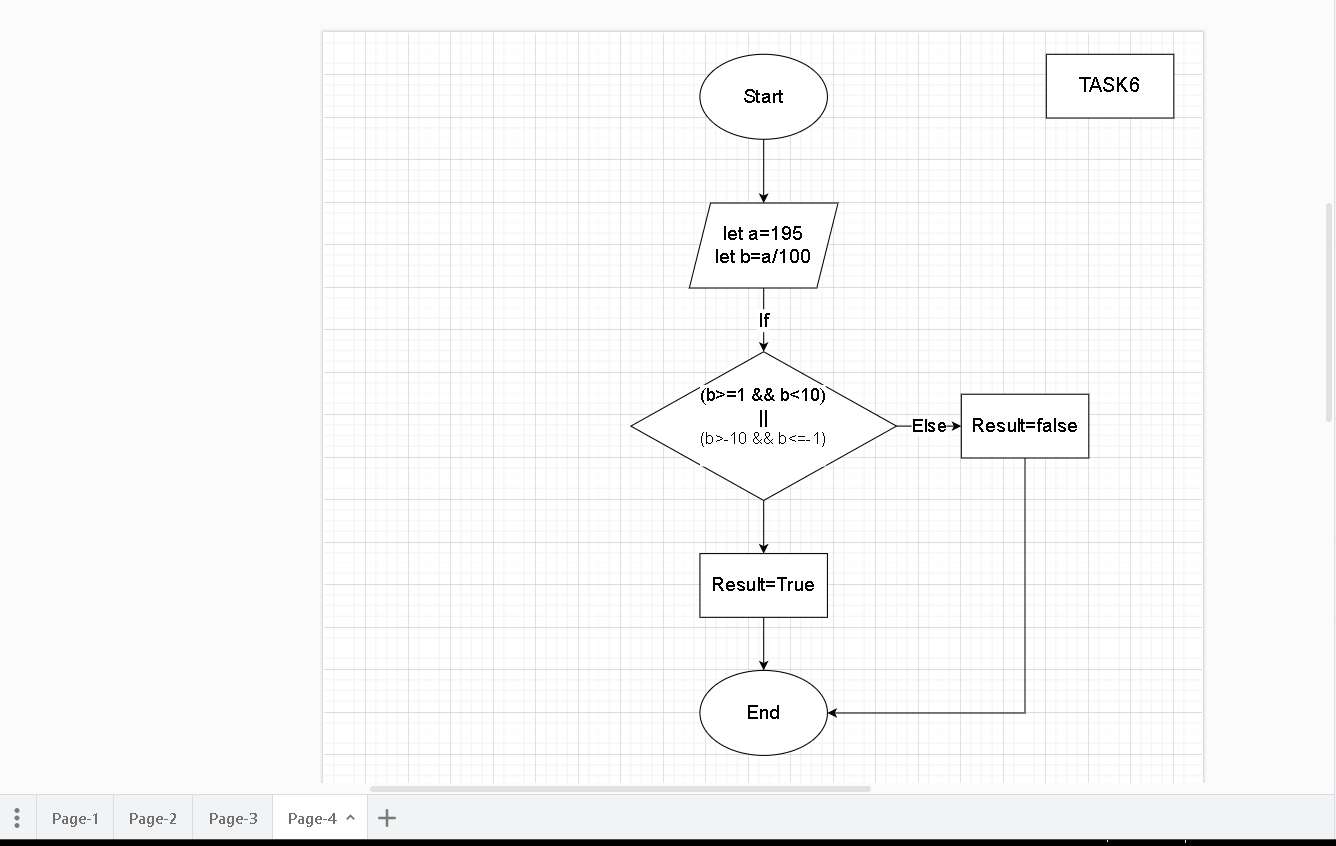 Start
TASK6
let a=195
let b=a/100
If
(b>=1 && b<10)
||
(b>-10 && b<=-1)
Else
Result=false
Result=True
End
Page-1
Page-2
Page-3
Page-4